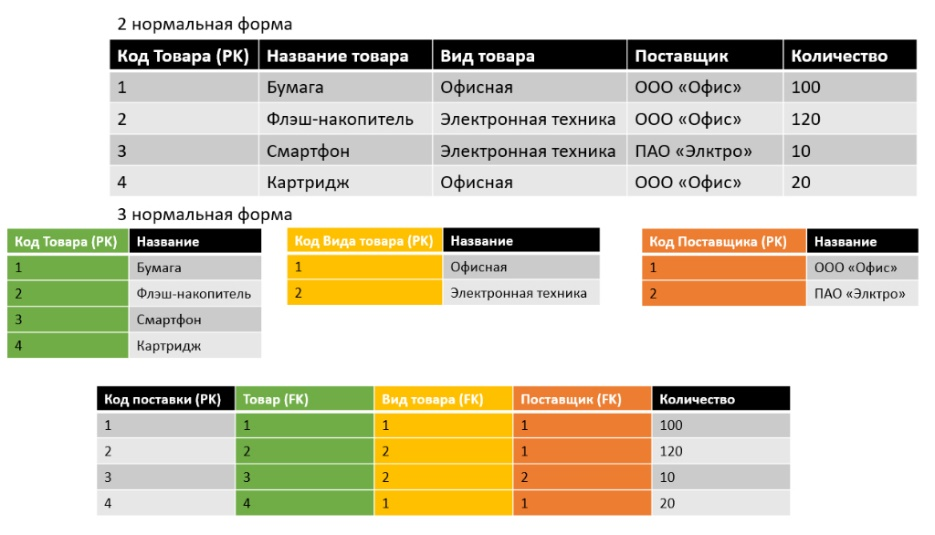 2 нормальная форма
Код Товара (PK) Название товара Вид товара Поставщик Количество
1 Бумага Офисная ООО «Офис» 100
2 Флэш-накопитель Электронная техника ООО «Офис» 120
3 Смартфон Электронная техника ПАО «Элктро» 10
4 Картридж Офисная ООО «Офис» 20
3 нормальная форма
Код Товара (PK) Название
1 Бумага
2 Флэш-накопитель
3 Смартфон
4 Картридж
Код Вида товара (PK) Название
1 Офисная
2 Электронная техника
Код Поставщика (PK) Название
1 ООО «Офис»
2 ПАО «Элктро»
Код поставки (PK) Товар (FK) Вид товара (FK) Поставщик (FK) Количество
1 1 1 1 100
2 2 2 1 120
3 3 2 2 10
4 4 1 1 20